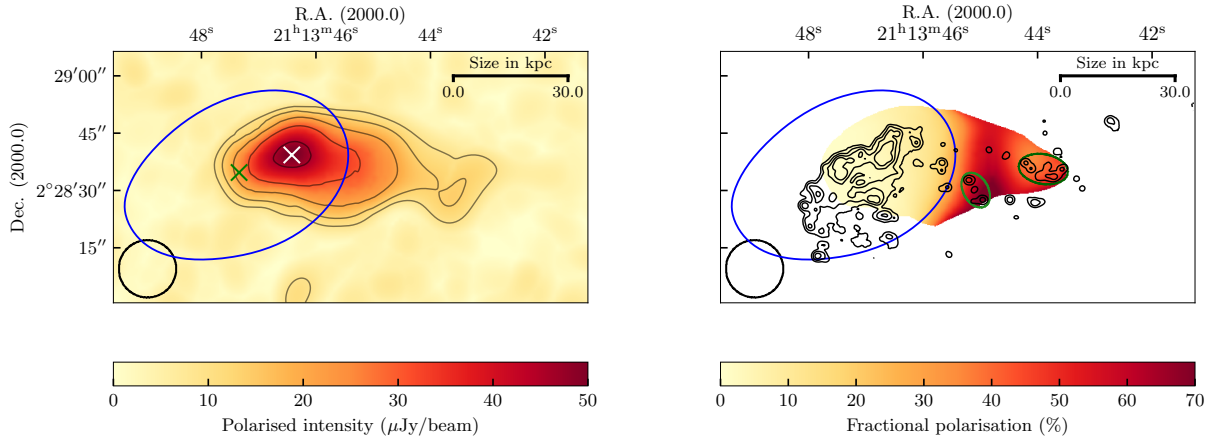 R.A. (2000.0)
48ˢ 21ʰ13ᵐ46ˢ 44ˢ 42ˢ
Size in kpc
0.0 30.0
29′00″
45″
2°28′30″
15″
Dec. (2000.0)
0 10 20 30 40 50
Polarised intensity (μJy/beam)
R.A. (2000.0)
48ˢ 21ʰ13ᵐ46ˢ 44ˢ 42ˢ
Size in kpc
0.0 30.0
0 10 20 30 40 50 60 70
Fractional polarisation (%)